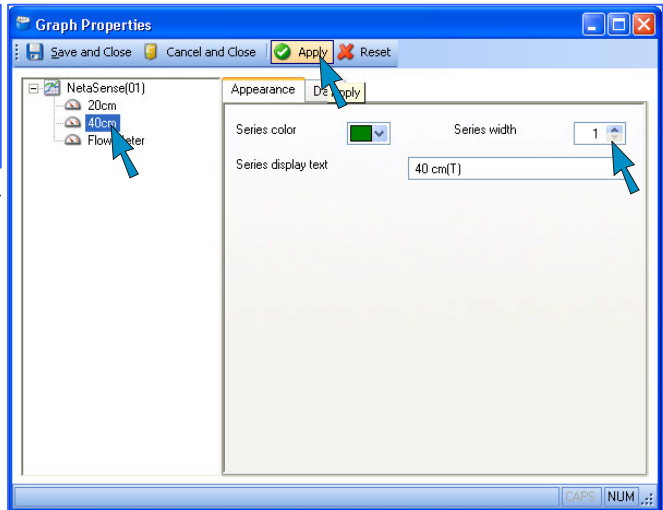 Graph Properties
Save and Close Cancel and Close Apply Reset
NetaSense(01)
20cm
40cm
Appearance
Apply
Series color Series width 1
Series display text 40 cm(T)
CAPS NUM